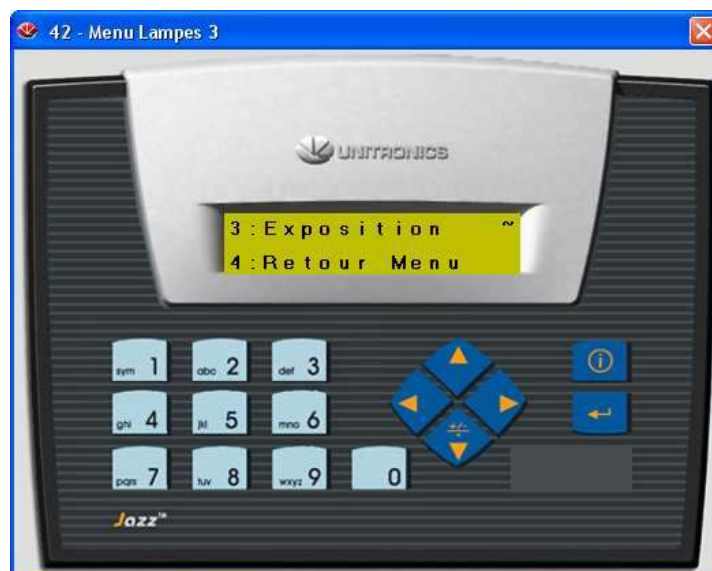 42 - Menu Lampes 3
UNITRONICS
3:Exposition ~
4:Retour Menu
sym 1 abc 2 def 3
ghi 4 jkl 5 mno 6
+/-
pqrs 7 tuv 8 wxyz 9 0
Jazz™